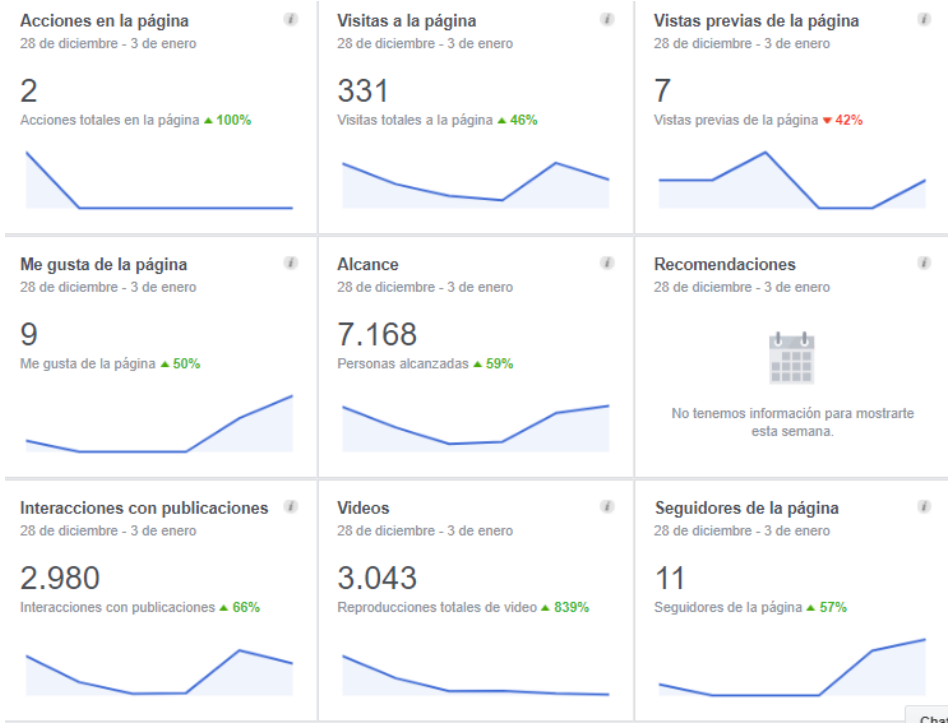 Acciones en la página
28 de diciembre - 3 de enero
2
Acciones totales en la página ▲ 100%
Visitas a la página
28 de diciembre - 3 de enero
331
Visitas totales a la página ▲ 46%
Vistas previas de la página
28 de diciembre - 3 de enero
7
Vistas previas de la página ▼ 42%
Me gusta de la página
28 de diciembre - 3 de enero
9
Me gusta de la página ▲ 50%
Alcance
28 de diciembre - 3 de enero
7.168
Personas alcanzadas ▲ 59%
Recomendaciones
28 de diciembre - 3 de enero
No tenemos información para mostrarte
esta semana.
Interacciones con publicaciones
28 de diciembre - 3 de enero
2.980
Interacciones con publicaciones ▲ 66%
Videos
28 de diciembre - 3 de enero
3.043
Reproducciones totales de video ▲ 839%
Seguidores de la página
28 de diciembre - 3 de enero
11
Seguidores de la página ▲ 57%